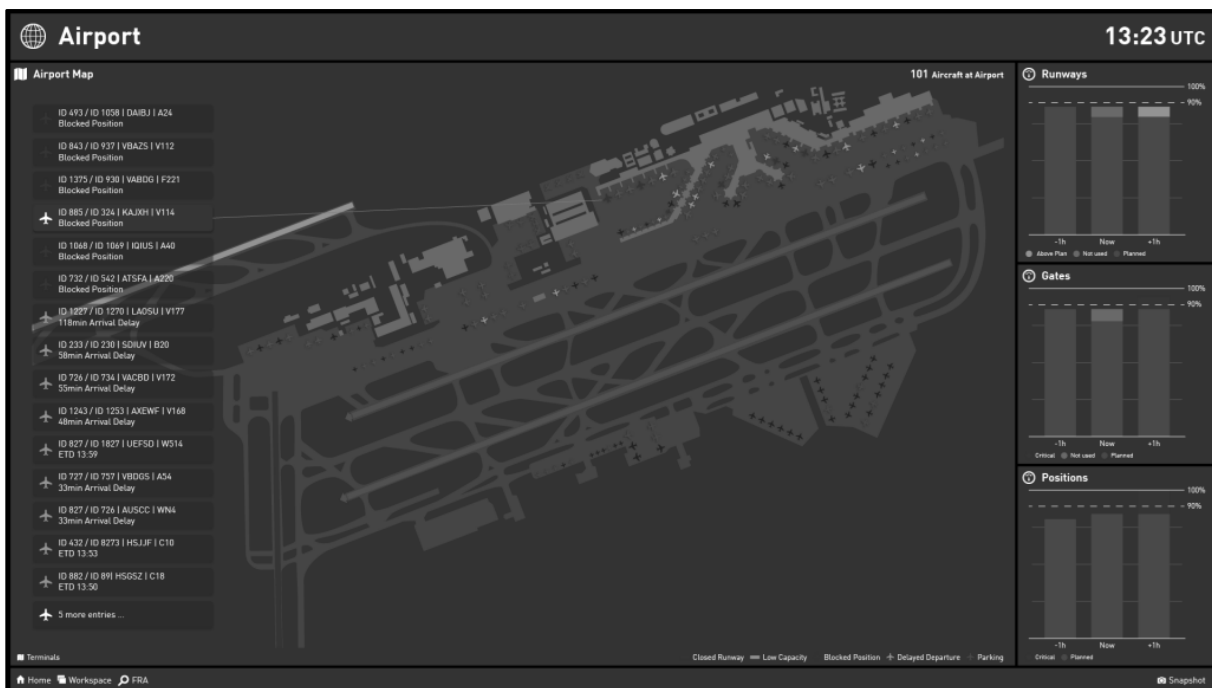 Airport
13:23 UTC
Airport Map
101 Aircraft at Airport
ID 493 / ID 1058 | DAIBJ | A24
Blocked Position
ID 843 / ID 937 | VBAZS | V112
Blocked Position
ID 1375 / ID 930 | VABDG | F221
Blocked Position
ID 885 / ID 324 | KAJXH | V114
Blocked Position
ID 1068 / ID 1069 | IQIUS | A40
Blocked Position
ID 732 / ID 542 | ATSFA | A220
Blocked Position
ID 1227 / ID 1270 | LAOSU | V177
118min Arrival Delay
ID 233 / ID 230 | SDIUV | B20
58min Arrival Delay
ID 726 / ID 734 | VACBD | V172
55min Arrival Delay
ID 1243 / ID 1253 | AXEWF | V168
48min Arrival Delay
ID 827 / ID 1827 | UEFSD | W514
ETD 13:59
ID 727 / ID 757 | VBDGS | A54
33min Arrival Delay
ID 827 / ID 726 | AUSCC | WN4
33min Arrival Delay
ID 432 / ID 8273 | HSJJF | C10
ETD 13:53
ID 882 / ID 89| HSGSZ | C18
ETD 13:50
5 more entries ...
Terminals
Closed Runway Low Capacity Blocked Position Delayed Departure Parking
Runways
100%
90%
-1h Now +1h
Above Plan Not used Planned
Gates
100%
90%
-1h Now +1h
Critical Not used Planned
Positions
100%
90%
-1h Now +1h
Critical Planned
Home Workspace FRA
Snapshot